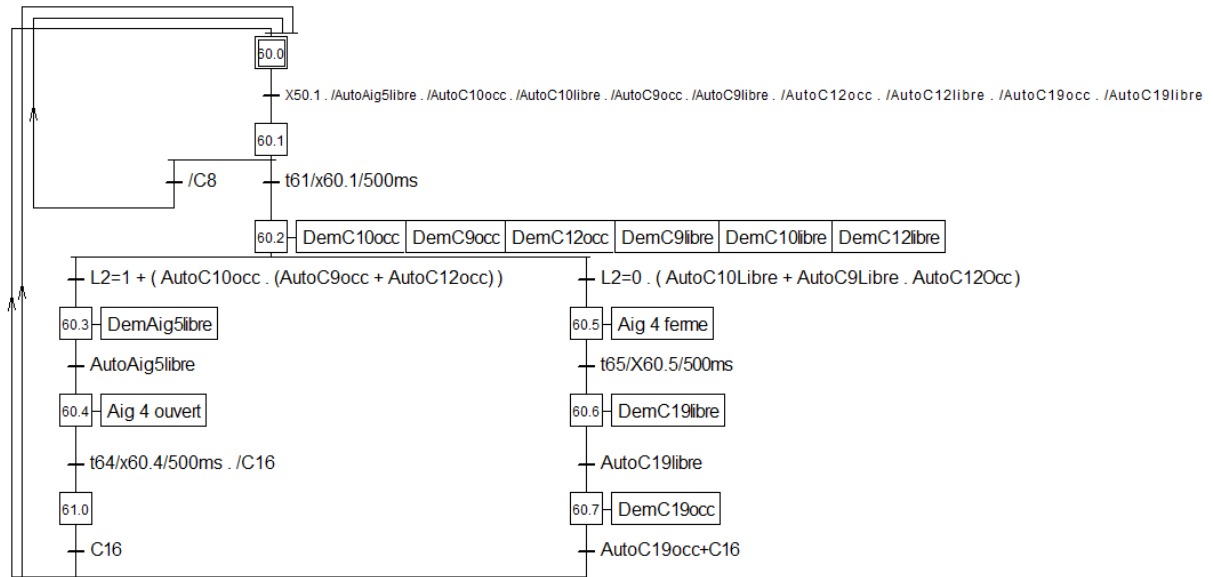 60.0
X50.1 . /AutoAig5libre . /AutoC10occ . /AutoC10libre . /AutoC9occ . /AutoC9libre . /AutoC12occ . /AutoC12libre . /AutoC19occ . /AutoC19libre
60.1
/C8 t61/x60.1/500ms
60.2 DemC10occ DemC9occ DemC12occ DemC9libre DemC10libre DemC12libre
L2=1 + ( AutoC10occ . (AutoC9occ + AutoC12occ) ) L2=0 . ( AutoC10Libre + AutoC9Libre . AutoC12Occ )
60.3 DemAig5libre 60.5 Aig 4 ferme
AutoAig5libre t65/X60.5/500ms
60.4 Aig 4 ouvert 60.6 DemC19libre
t64/x60.4/500ms . /C16 AutoC19libre
61.0 60.7 DemC19occ
C16 AutoC19occ+C16